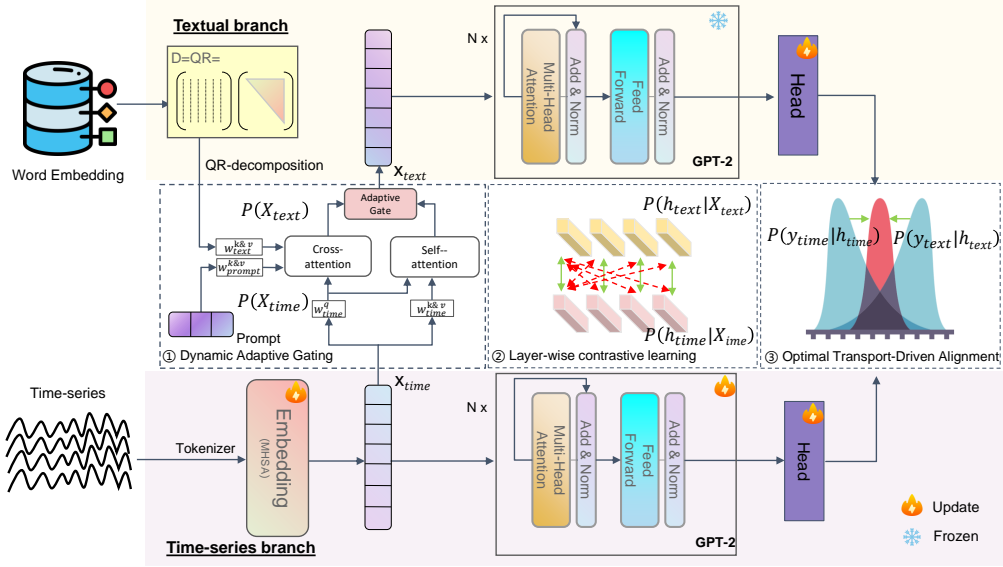 Textual branch
D=QR=
Word Embedding
QR-decomposition
X_text
N x
Multi-Head Attention
Add & Norm
Feed Forward
Add & Norm
GPT-2
Head
P(X_text)
Adaptive Gate
w_text^k&v
w_prompt^k&v
Cross-attention
Self--attention
P(X_time)
w_time^q
w_time^k&v
Prompt
① Dynamic Adaptive Gating
P(h_text|X_text)
P(h_time|X_ime)
② Layer-wise contrastive learning
P(y_time|h_time)
P(y_text|h_text)
③ Optimal Transport-Driven Alignment
Time-series
Tokenizer
Embedding
(MHSA)
X_time
N x
Multi-Head Attention
Add & Norm
Feed Forward
Add & Norm
GPT-2
Head
Update
Frozen
Time-series branch